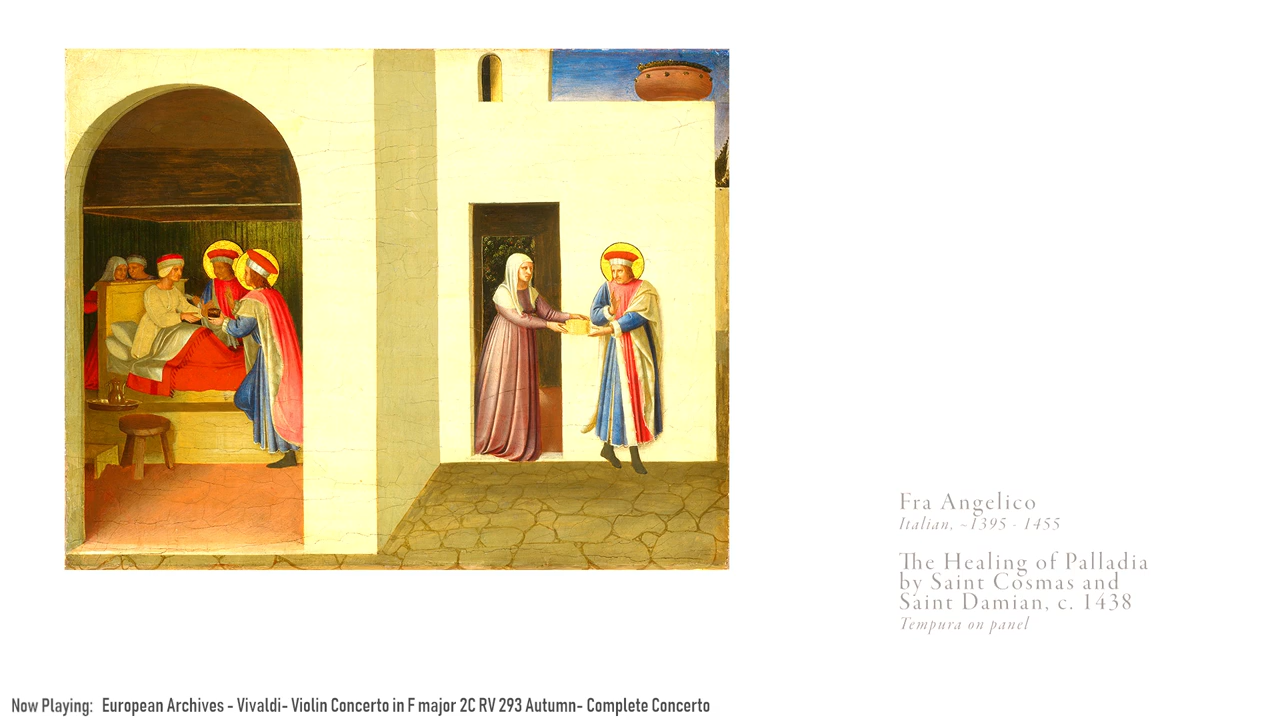 Fra Angelico
Italian, ~1395 - 1455
The Healing of Palladia
by Saint Cosmas and
Saint Damian, c. 1438
Tempura on panel
Now Playing: European Archives - Vivaldi- Violin Concerto in F major 2C RV 293 Autumn- Complete Concerto